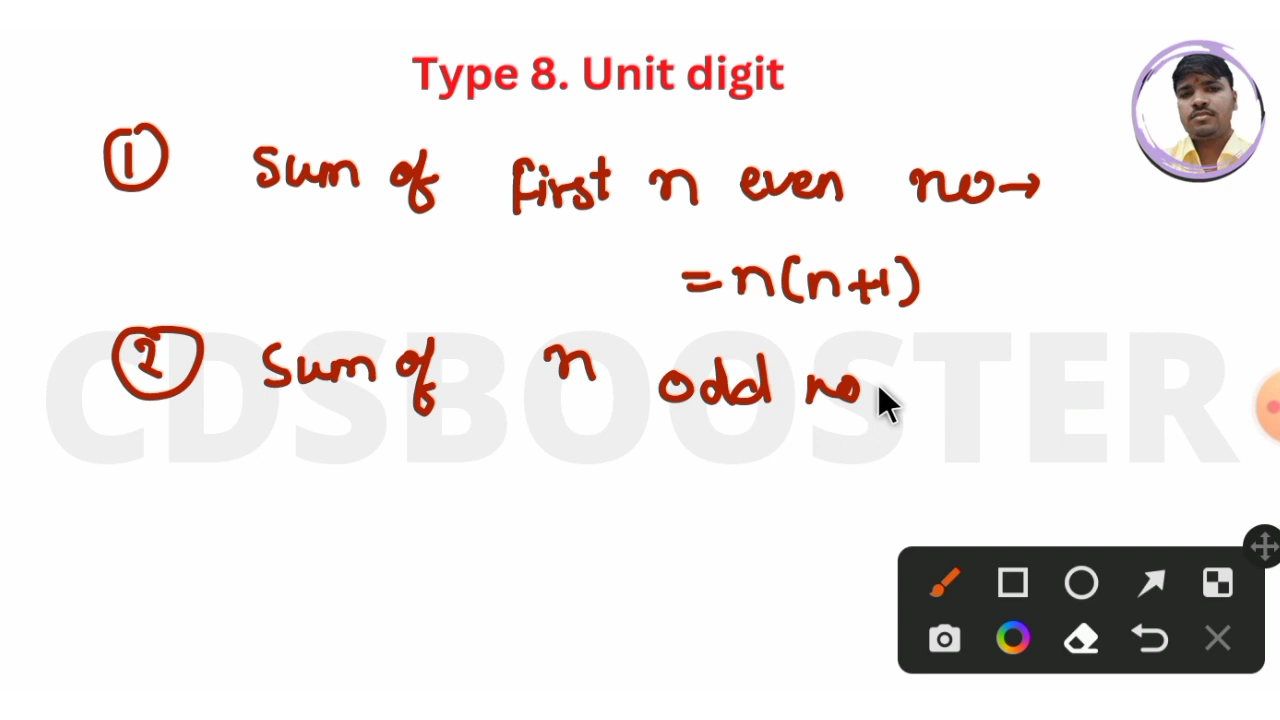 Type 8. Unit digit
1 Sum of first n even no→
=n(n+1)
2 Sum of n odd no
CDSBOOSTER